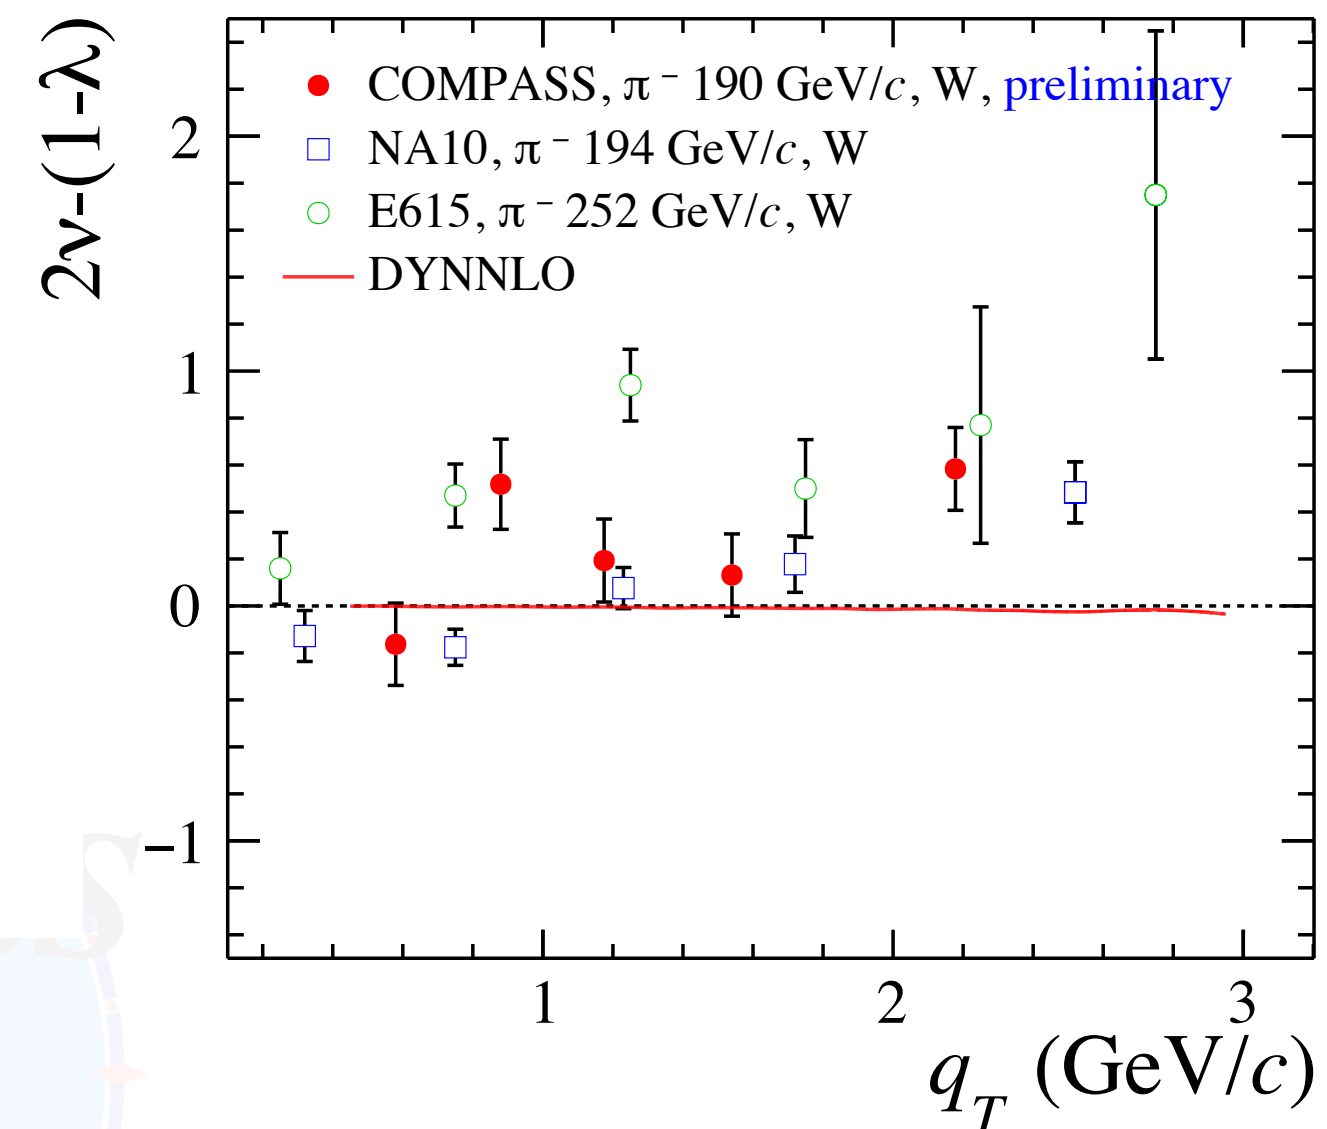 2ν-(1-λ)
COMPASS, π⁻ 190 GeV/c, W, preliminary
NA10, π⁻ 194 GeV/c, W
E615, π⁻ 252 GeV/c, W
DYNNLO
2
1
0
−1
1 2 3
q_T (GeV/c)
S